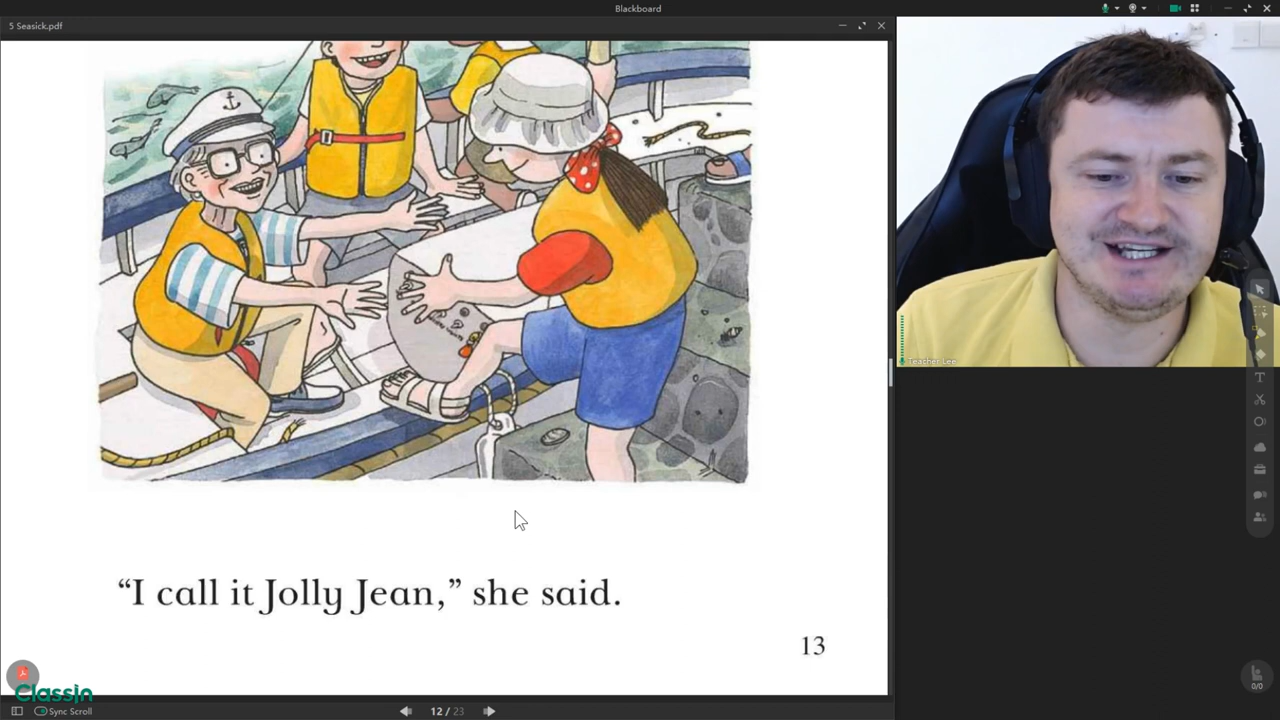 Blackboard
5 Seasick.pdf
Teacher Lee
“I call it Jolly Jean,” she said.
13
0/0
Classin
Sync Scroll
12 / 23